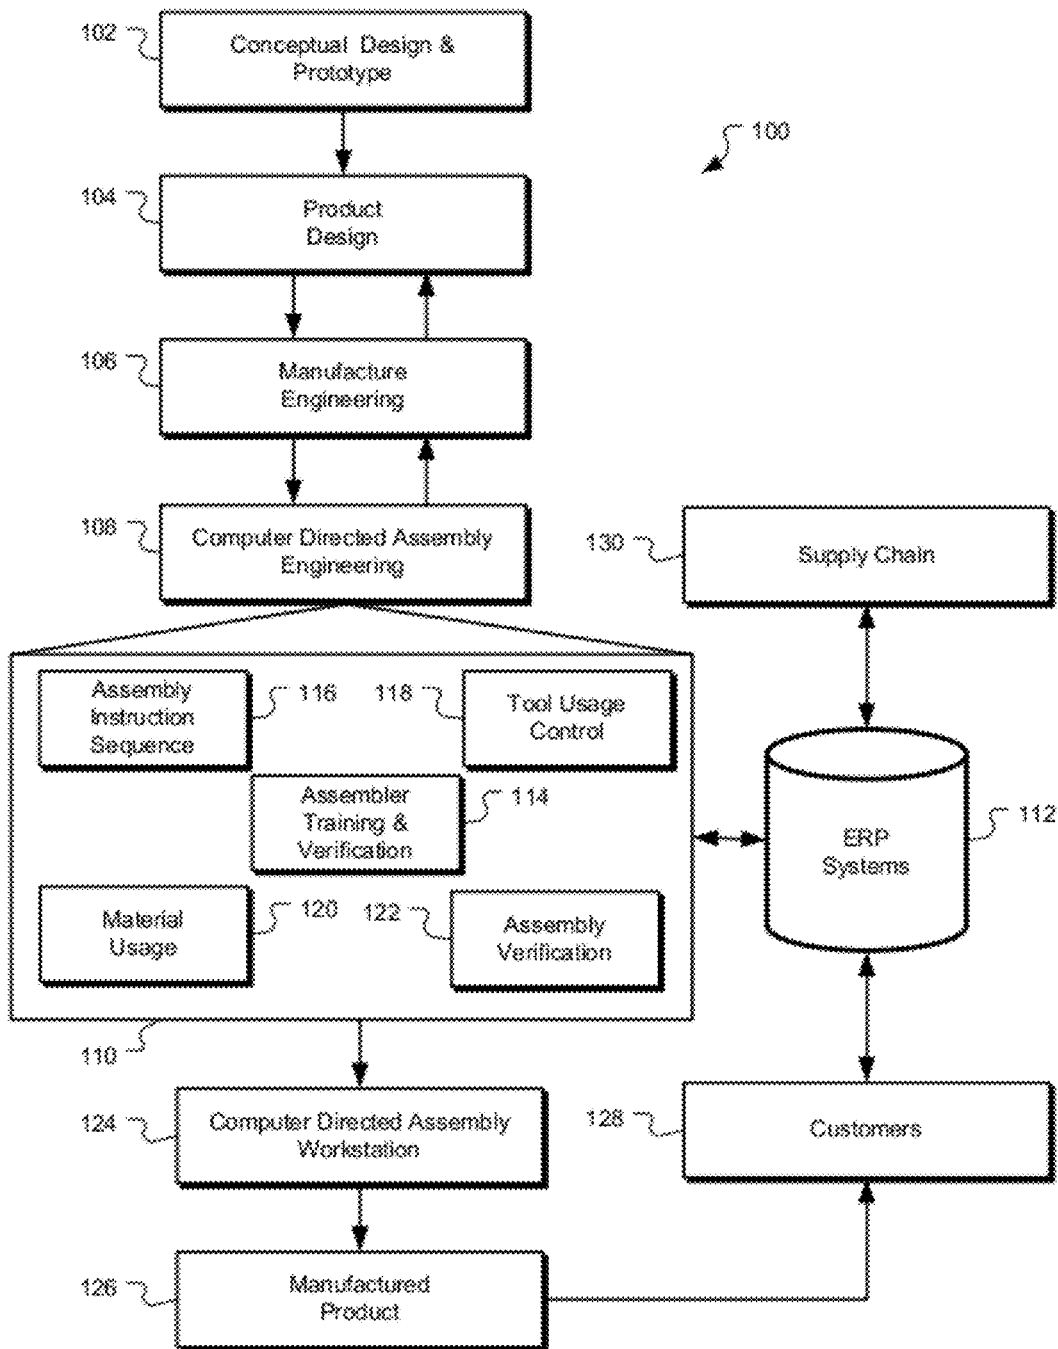 102
Conceptual Design &
Prototype
100
104
Product
Design
106
Manufacture
Engineering
108
Computer Directed Assembly
Engineering
130
Supply Chain
Assembly
Instruction
Sequence
116
118
Tool Usage
Control
Assembler
Training &
Verification
114
ERP
Systems
112
Material
Usage
120
122
Assembly
Verification
110
124
Computer Directed Assembly
Workstation
128
Customers
126
Manufactured
Product